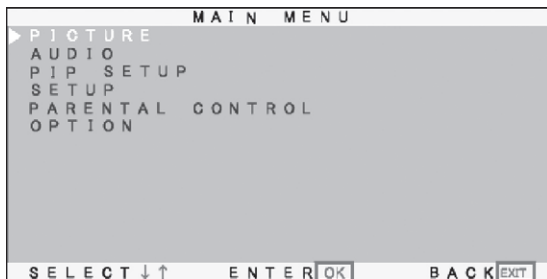 MAIN MENU
PICTURE
AUDIO
PIP SETUP
SETUP
PARENTAL CONTROL
OPTION
SELECT↓↑ ENTER OK BACK EXIT